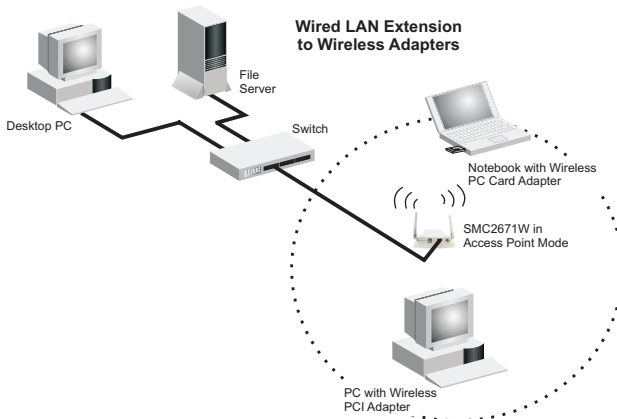 Wired LAN Extension
to Wireless Adapters
File
Server
Desktop PC
Switch
Notebook with Wireless
PC Card Adapter
SMC2671W in
Access Point Mode
PC with Wireless
PCI Adapter